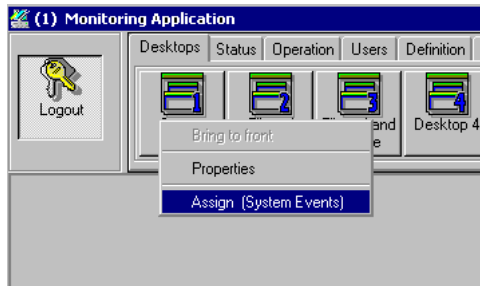 (1) Monitoring Application
Desktops Status Operation Users Definition
Logout
1 2 3 4
and Desktop 4
e
Bring to front
Properties
Assign (System Events)